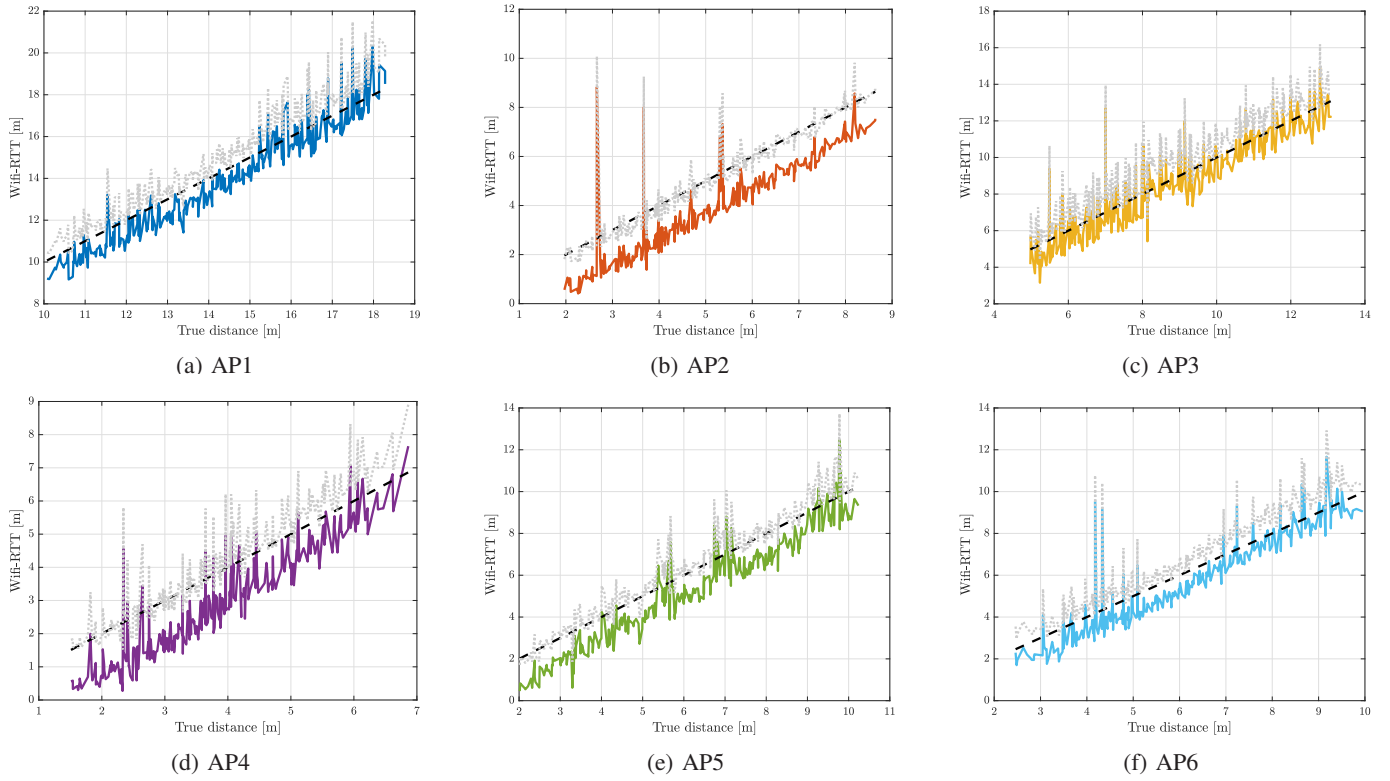 22
20
18
16
14
12
10
8
Wifi-RTT [m]
10 11 12 13 14 15 16 17 18 19
True distance [m]
(a) AP1
12
10
8
6
4
2
0
Wifi-RTT [m]
1 2 3 4 5 6 7 8 9
True distance [m]
(b) AP2
18
16
14
12
10
8
6
4
2
Wifi-RTT [m]
4 6 8 10 12 14
True distance [m]
(c) AP3
9
8
7
6
5
4
3
2
1
0
Wifi-RTT [m]
1 2 3 4 5 6 7
True distance [m]
(d) AP4
14
12
10
8
6
4
2
0
Wifi-RTT [m]
2 3 4 5 6 7 8 9 10 11
True distance [m]
(e) AP5
14
12
10
8
6
4
2
0
Wifi-RTT [m]
2 3 4 5 6 7 8 9 10
True distance [m]
(f) AP6